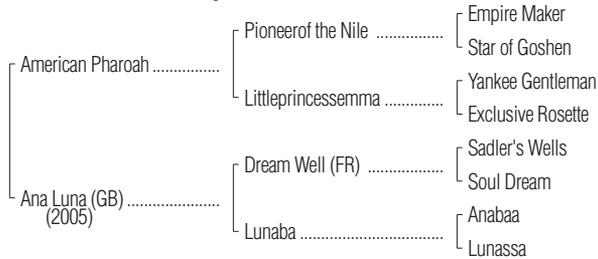 Empire Maker
Pioneerof the Nile ................
Star of Goshen
American Pharoah ................
Yankee Gentleman
Littleprincessemma ..............
Exclusive Rosette
Sadler's Wells
Dream Well (FR) ..................
Soul Dream
Ana Luna (GB) ......................
(2005)
Anabaa
Lunaba ..................................
Lunassa